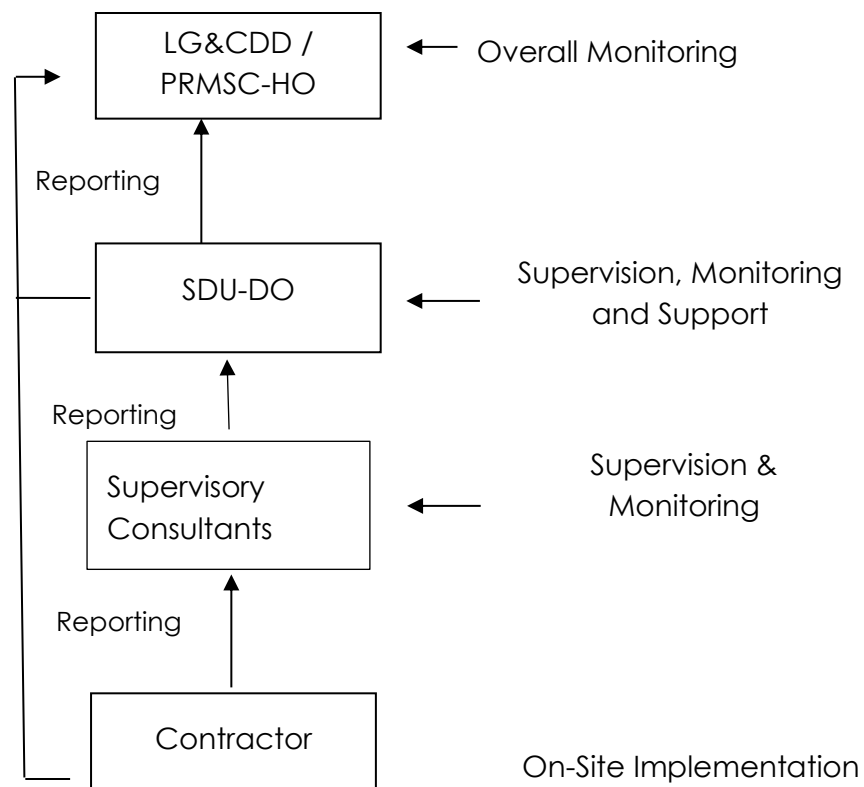 LG&CDD /
PRMSC-HO
Overall Monitoring
Reporting
SDU-DO
Supervision, Monitoring
and Support
Reporting
Supervisory
Consultants
Supervision &
Monitoring
Reporting
Contractor
On-Site Implementation